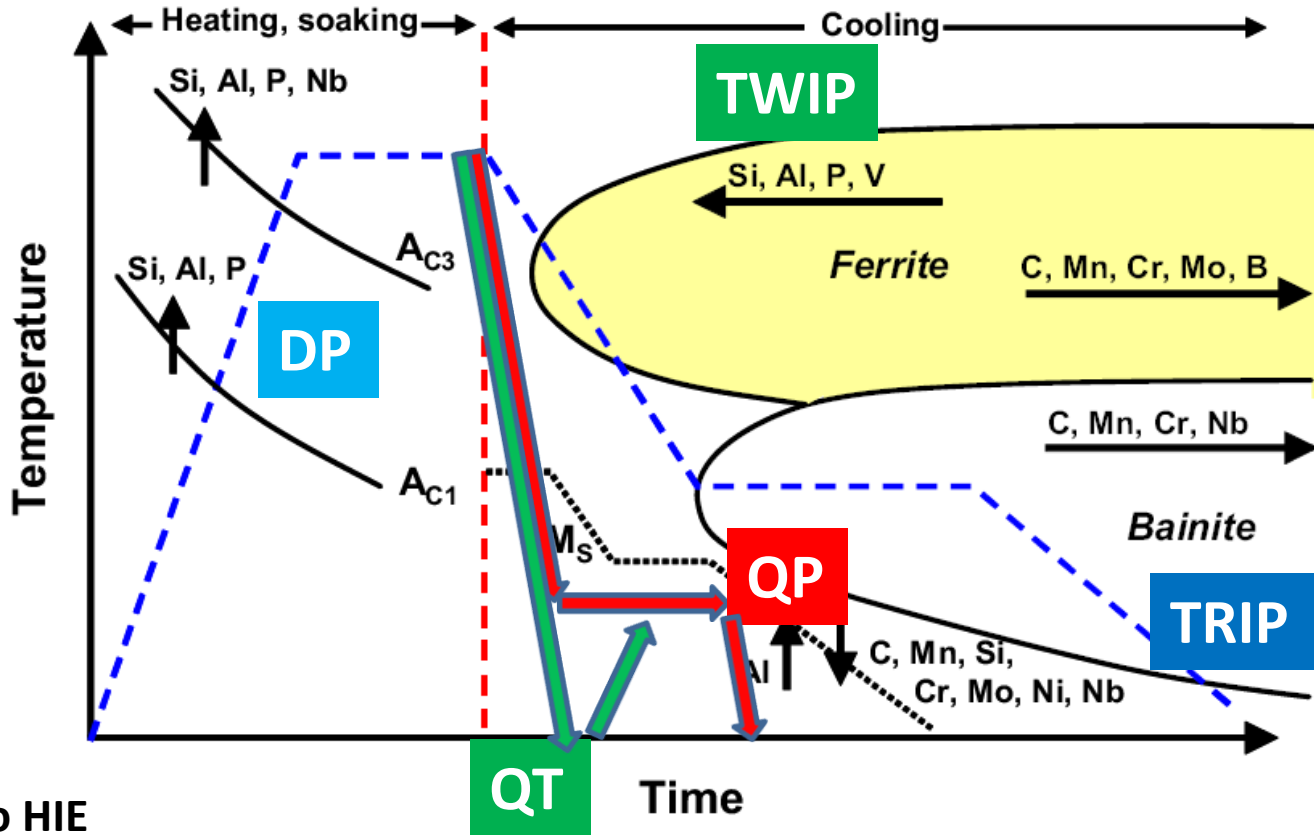 Heating, soaking
Cooling
Si, Al, P, Nb
TWIP
Si, Al, P, V
AC3
Ferrite
Si, Al, P
C, Mn, Cr, Mo, B
DP
Temperature
C, Mn, Cr, Nb
AC1
MS
Bainite
QP
TRIP
Al
C, Mn, Si,
Cr, Mo, Ni, Nb
QT
Time
HIE